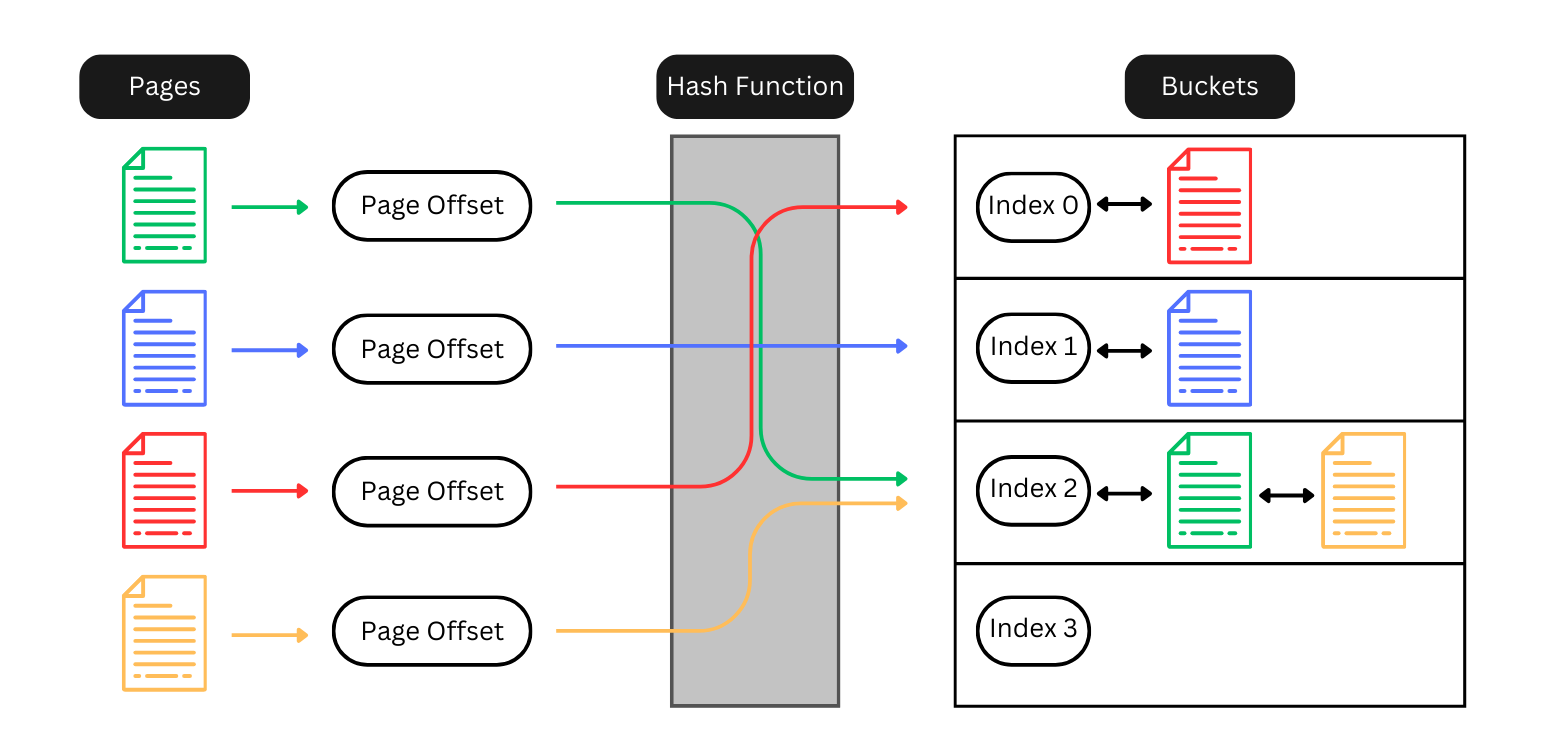 Pages
Hash Function
Buckets
Page Offset
Index 0
Page Offset
Index 1
Page Offset
Index 2
Page Offset
Index 3